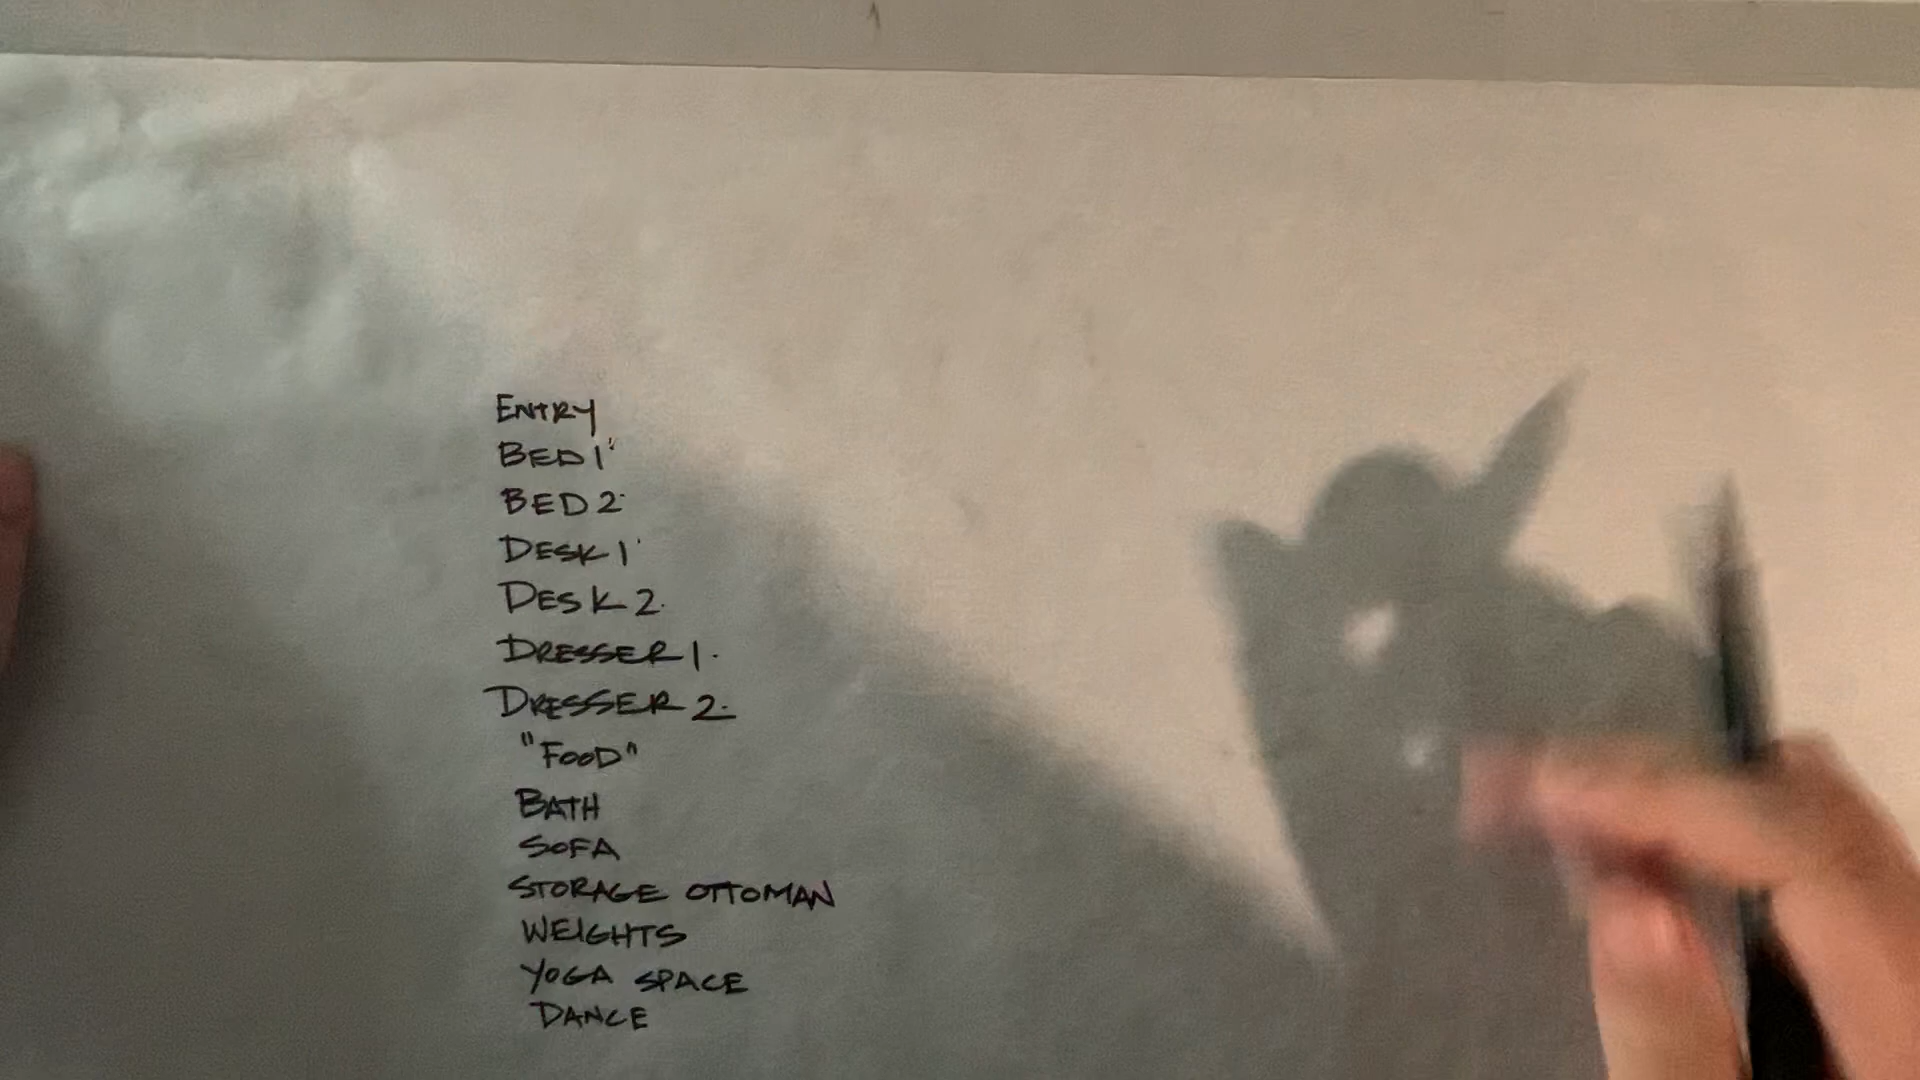 ENTRY
BED 1
BED 2
DESK 1
DESK 2
DRESSER 1
DRESSER 2
"FOOD"
BATH
SOFA
STORAGE OTTOMAN
WEIGHTS
YOGA SPACE
DANCE